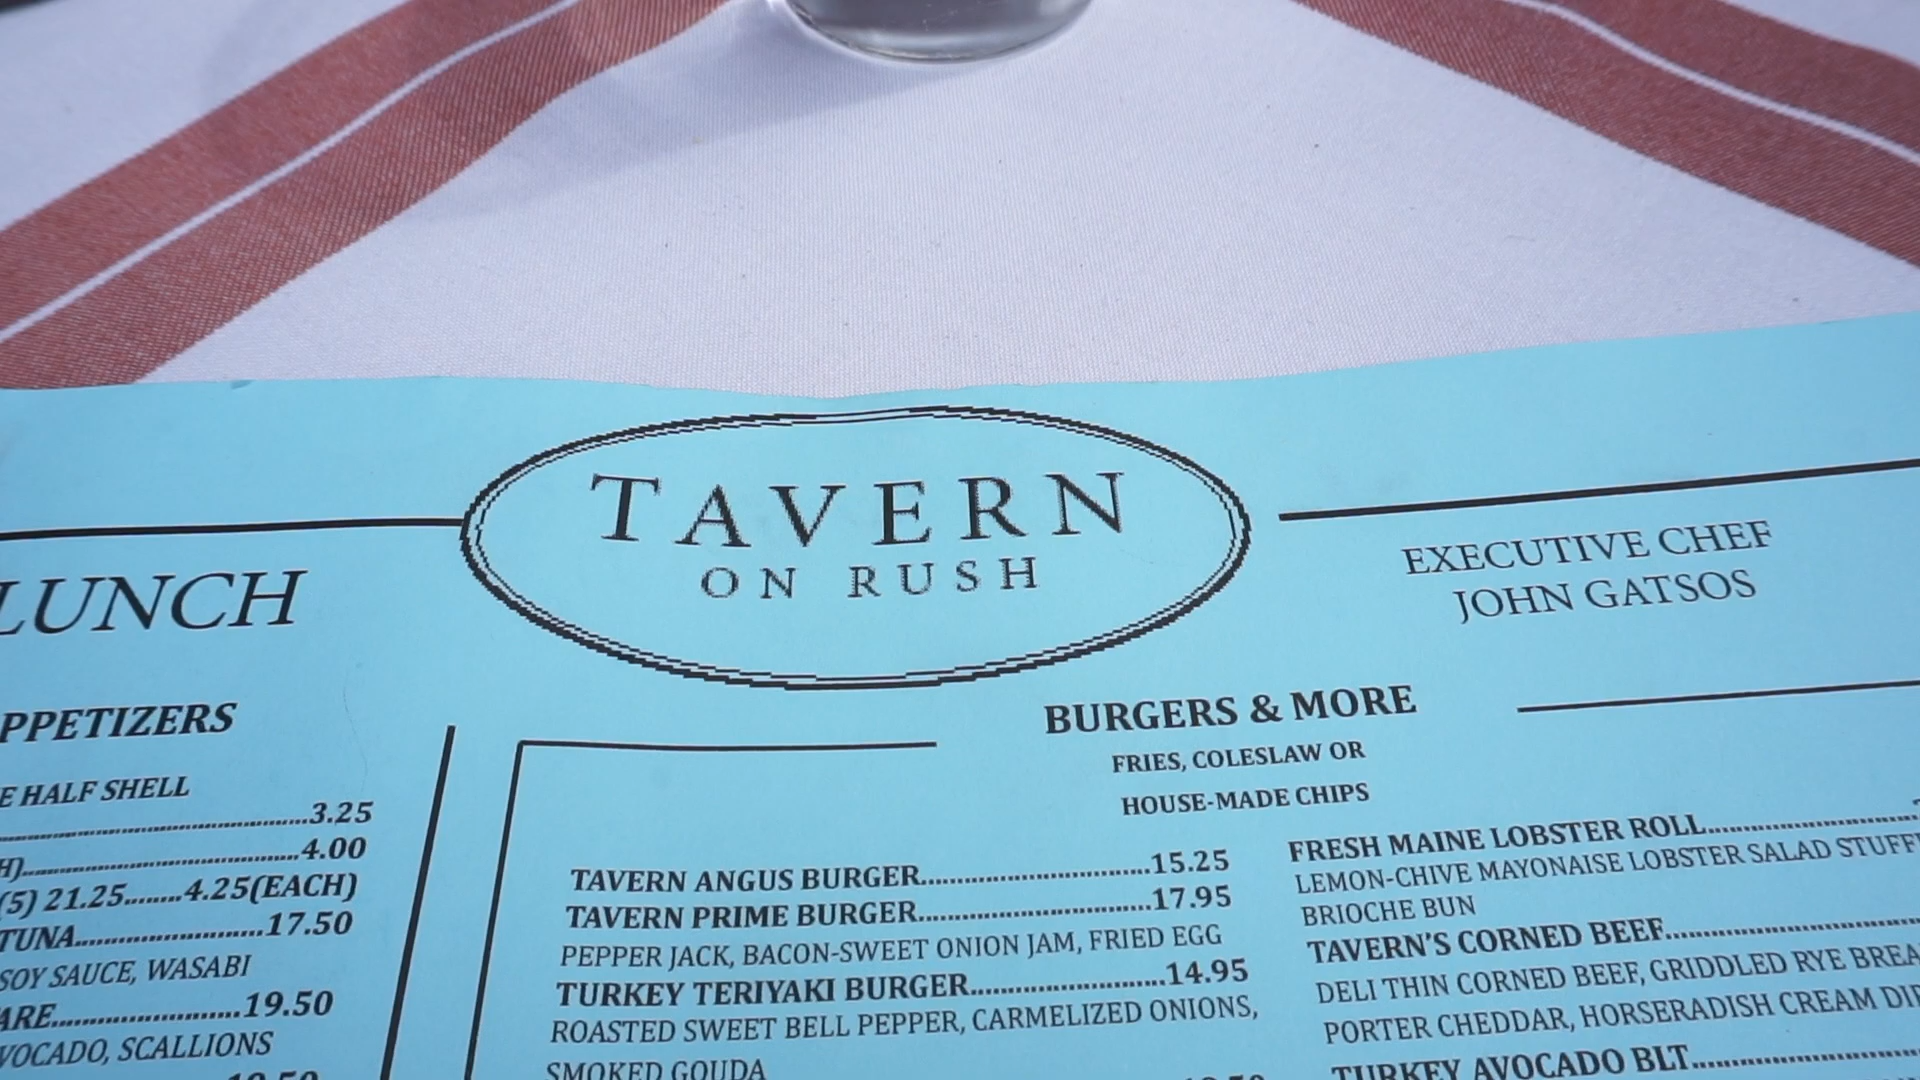 TAVERN
ON RUSH
LUNCH
EXECUTIVE CHEF
JOHN GATSOS
PPETIZERS
E HALF SHELL
3.25
H) 4.00
(5) 21.25........4.25(EACH)
TUNA 17.50
SOY SAUCE, WASABI
ARE 19.50
VOCADO, SCALLIONS
BURGERS & MORE
FRIES, COLESLAW OR
HOUSE-MADE CHIPS
TAVERN ANGUS BURGER 15.25
TAVERN PRIME BURGER 17.95
PEPPER JACK, BACON-SWEET ONION JAM, FRIED EGG
TURKEY TERIYAKI BURGER 14.95
ROASTED SWEET BELL PEPPER, CARMELIZED ONIONS,
SMOKED GOUDA
FRESH MAINE LOBSTER ROLL
LEMON-CHIVE MAYONAISE LOBSTER SALAD STUFF
BRIOCHE BUN
TAVERN'S CORNED BEEF
DELI THIN CORNED BEEF, GRIDDLED RYE BREA
PORTER CHEDDAR, HORSERADISH CREAM DI
TURKEY AVOCADO BLT